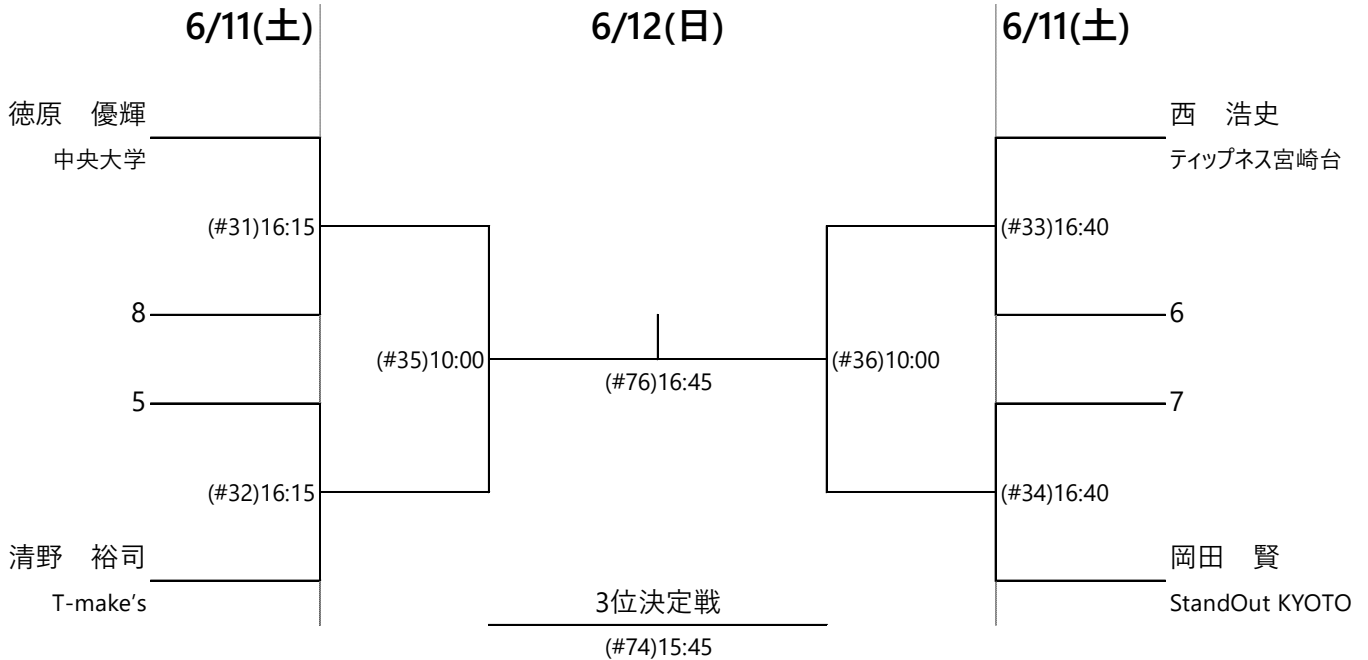 6/11(土) 6/12(日) 6/11(土)
徳原　優輝
中央大学
西　浩史
ティップネス宮崎台
(#31)16:15
(#33)16:40
8
6
(#35)10:00
(#36)10:00
(#76)16:45
5
7
(#32)16:15
(#34)16:40
清野　裕司
T-make's
岡田　賢
StandOut KYOTO
3位決定戦
(#74)15:45